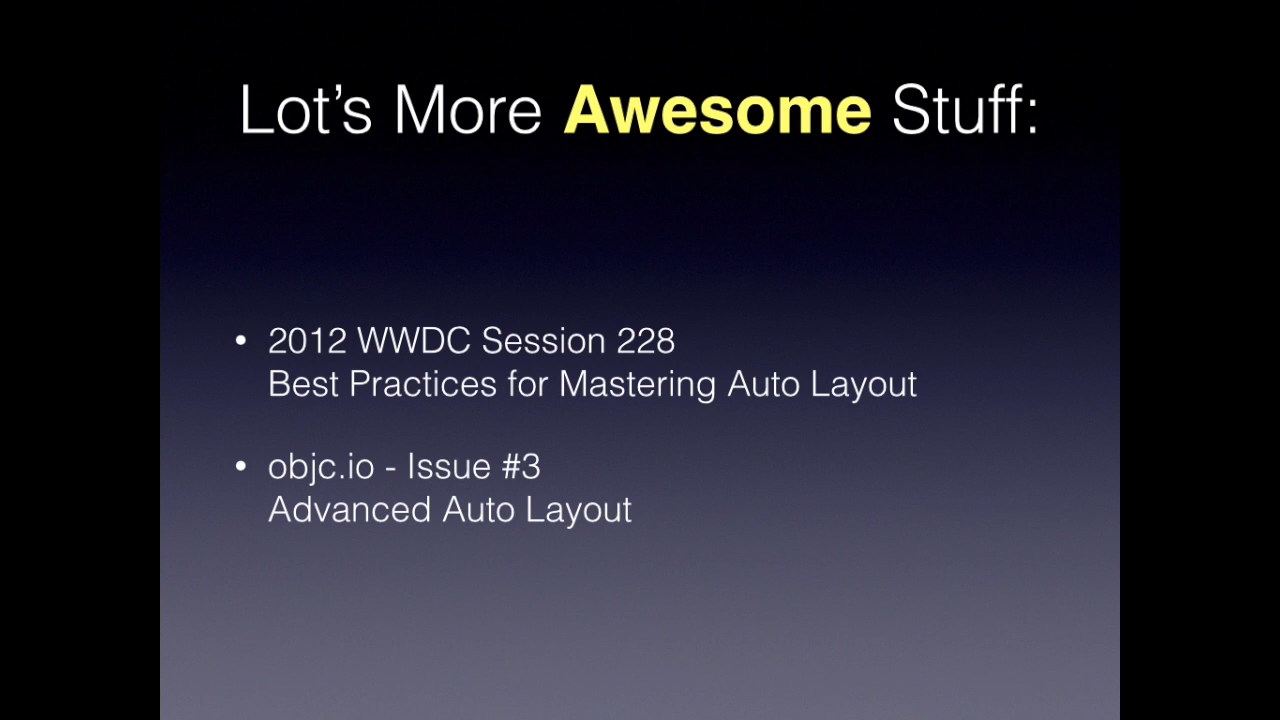 Lot’s More Awesome Stuff:
• 2012 WWDC Session 228
Best Practices for Mastering Auto Layout
• objc.io - Issue #3
Advanced Auto Layout